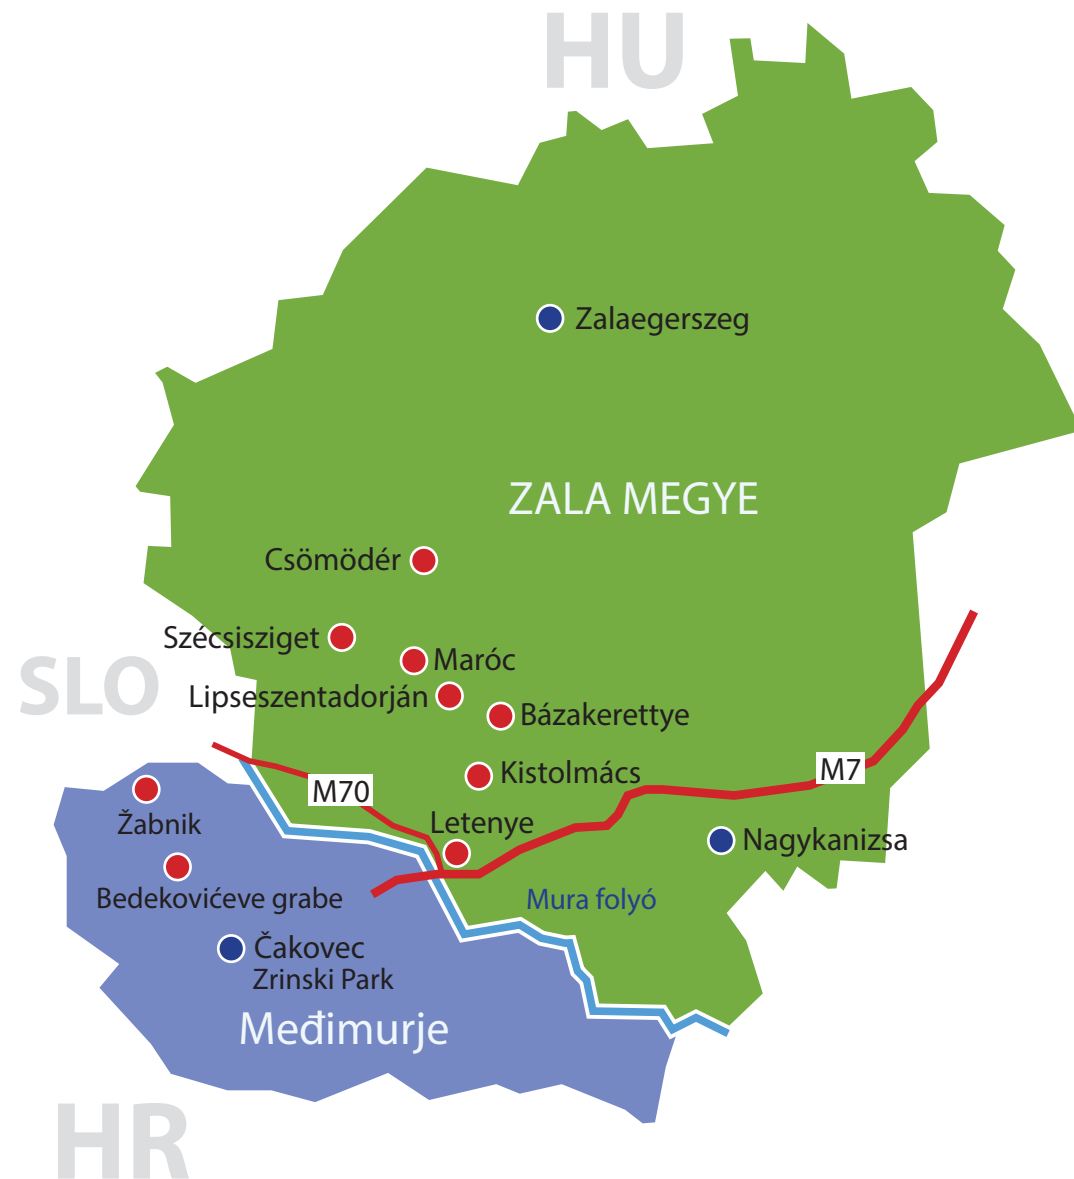 HU
Zalaegerszeg
ZALA MEGYE
Csömödér
Szécsisziget
Maróc
SLO
Lipseszentadorján
Bázakerettye
Kistolmács
M7
M70
Žabnik
Letenye
Nagykanizsa
Bedekovićeve grabe
Mura folyó
Čakovec
Zrinski Park
Međimurje
HR